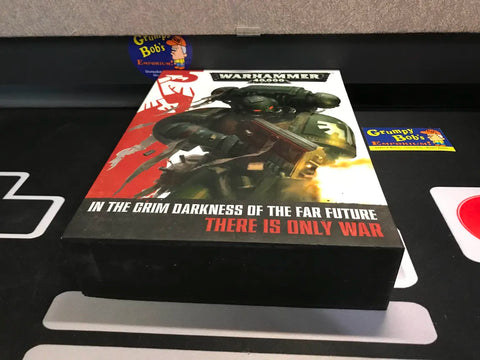 Grumpy
Bob's
EMPORIUM!
WARHAMMER
40,000
Grumpy
Bob's
EMPORIUM!
IN THE GRIM DARKNESS OF THE FAR FUTURE
THERE IS ONLY WAR